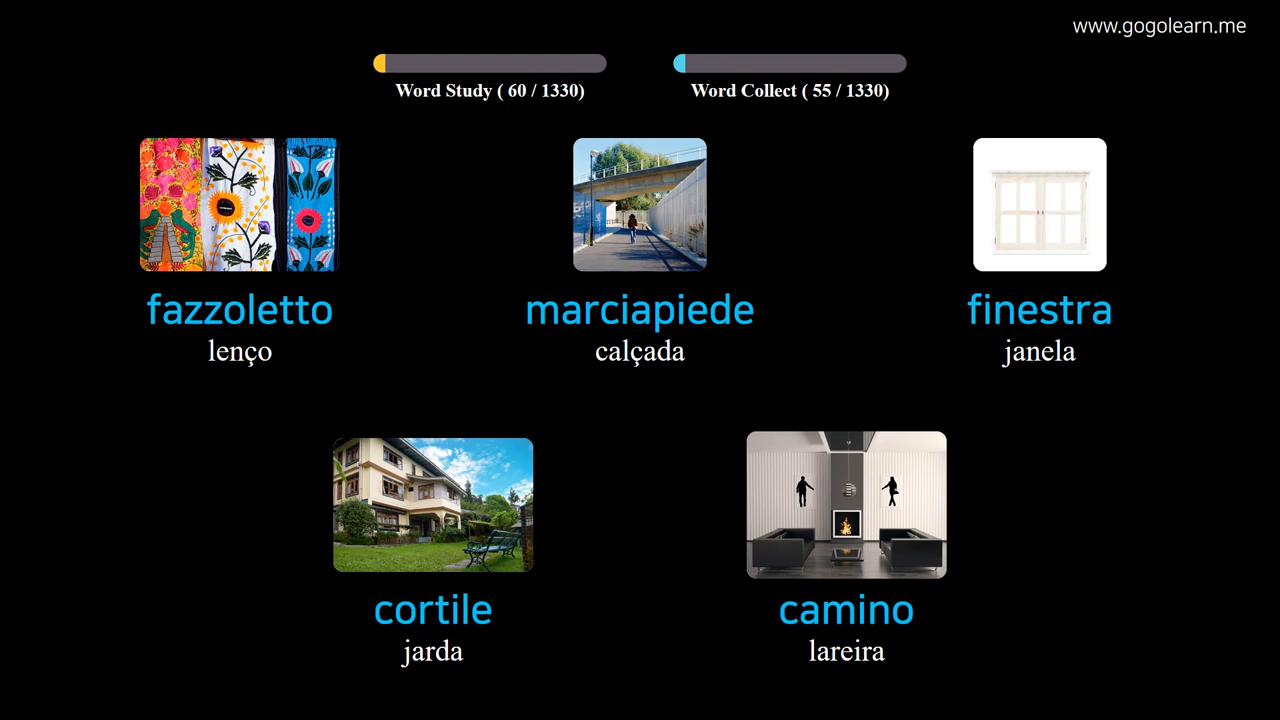 www.gogolearn.me
Word Study ( 60 / 1330)
Word Collect ( 55 / 1330)
fazzoletto
lenço
marciapiede
calçada
finestra
janela
cortile
jarda
camino
lareira